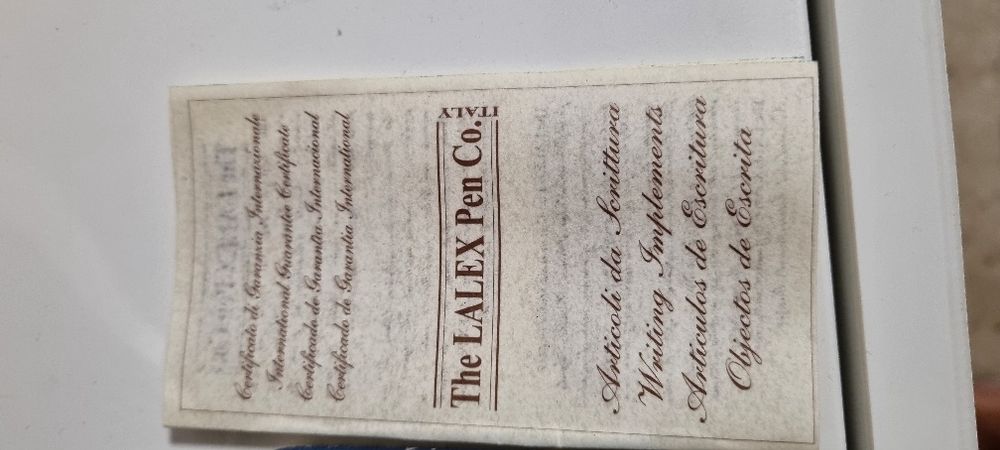 Certificato di Garanzia Internazionale
International Guarantee Certificate
Certificado de Garantia Internacional
Certificado de Garantia International
The LALEX Pen Co.
ITALY
Articoli da Scrittura
Writing Implements
Articulos de Escritura
Objectos de Escrita